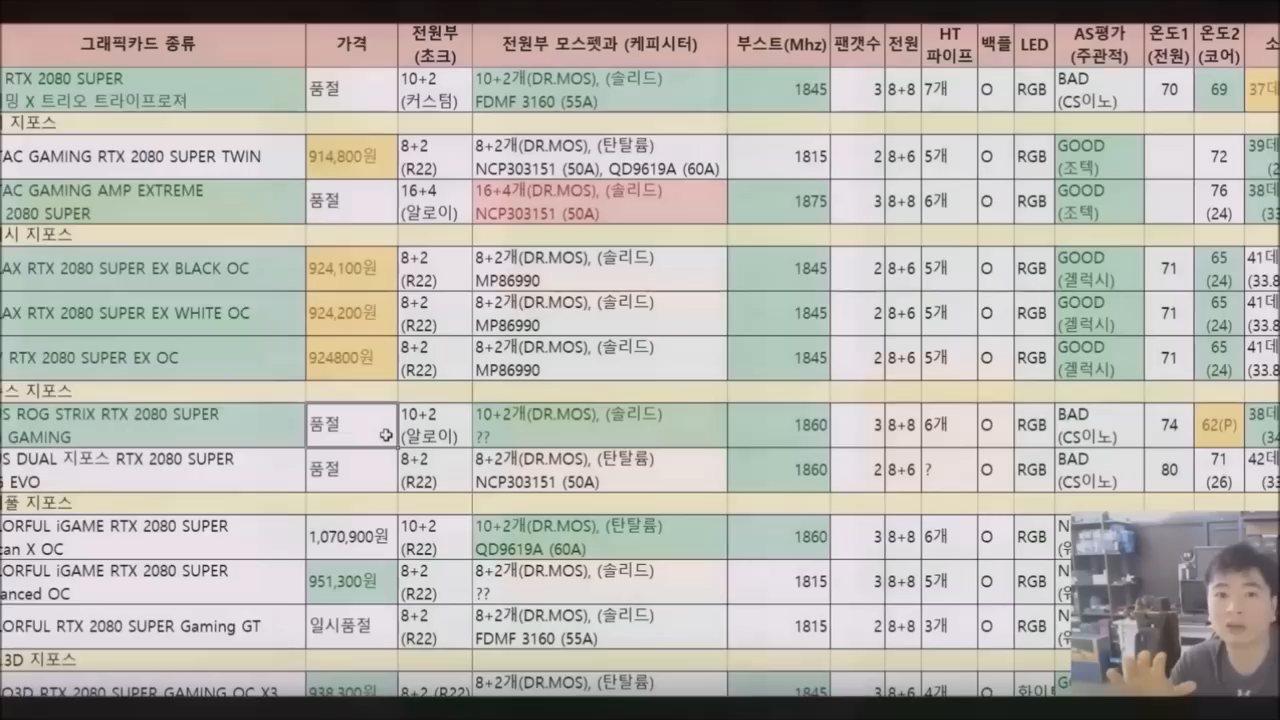 그래픽카드 종류 가격 전원부 (초크) 전원부 모스펫과 (케피시터) 부스트(Mhz) 팬갯수 전원 HT 파이프 백플 LED AS평가 (주관적) 온도1 (전원) 온도2 (코어) 소
RTX 2080 SUPER 품절 10+2 10+2개(DR.MOS), (솔리드) 1845 3 8+8 7개 O RGB BAD 70 69 37데
밍 X 트리오 트라이프로져 (커스텀) FDMF 3160 (55A) (CS이노)
지포스
TAC GAMING RTX 2080 SUPER TWIN 914,800원 8+2 8+2개(DR.MOS), (탄탈륨) 1815 2 8+6 5개 O RGB GOOD 72 39데
(R22) NCP303151 (50A), QD9619A (60A) (조텍)
TAC GAMING AMP EXTREME 품절 16+4 16+4개(DR.MOS), (솔리드) 1875 3 8+8 6개 O RGB GOOD 76 38데
2080 SUPER (알로이) NCP303151 (50A) (조텍) (24) (33
시 지포스
AX RTX 2080 SUPER EX BLACK OC 924,100원 8+2 8+2개(DR.MOS), (솔리드) 1845 2 8+6 5개 O RGB GOOD 71 65 41데
(R22) MP86990 (겔럭시) (24) (33.8
AX RTX 2080 SUPER EX WHITE OC 924,200원 8+2 8+2개(DR.MOS), (솔리드) 1845 2 8+6 5개 O RGB GOOD 71 65 41데
(R22) MP86990 (겔럭시) (24) (33.8
RTX 2080 SUPER EX OC 924800원 8+2 8+2개(DR.MOS), (솔리드) 1845 2 8+6 5개 O RGB GOOD 71 65 41데
(R22) MP86990 (겔럭시) (24) (33.8
스 지포스
US ROG STRIX RTX 2080 SUPER 품절 10+2 10+2개(DR.MOS), (솔리드) 1860 3 8+8 6개 O RGB BAD 74 62(P) 38데
GAMING (알로이) ?? (CS이노) (34
US DUAL 지포스 RTX 2080 SUPER 품절 8+2 8+2개(DR.MOS), (탄탈륨) 1860 2 8+6 ? O RGB BAD 80 71 42데
EVO (R22) NCP303151 (50A) (CS이노) (26) (33
풀 지포스
LORFUL iGAME RTX 2080 SUPER 1,070,900원 10+2 10+2개(DR.MOS), (탄탈륨) 1860 3 8+8 6개 O RGB
can X OC (R22) QD9619A (60A)
LORFUL iGAME RTX 2080 SUPER 951,300원 8+2 8+2개(DR.MOS), (솔리드) 1815 3 8+8 5개 O RGB
anced OC (R22) ??
LORFUL RTX 2080 SUPER Gaming GT 일시품절 8+2 8+2개(DR.MOS), (솔리드) 1815 2 8+8 3개 O RGB
(R22) FDMF 3160 (55A)
.3D 지포스
O3D RTX 2080 SUPER GAMING OC X3 938,300원 8+2 (R22) 8+2개(DR.MOS), (탄탈륨) 1845 3 8+6 4개 O 화이트